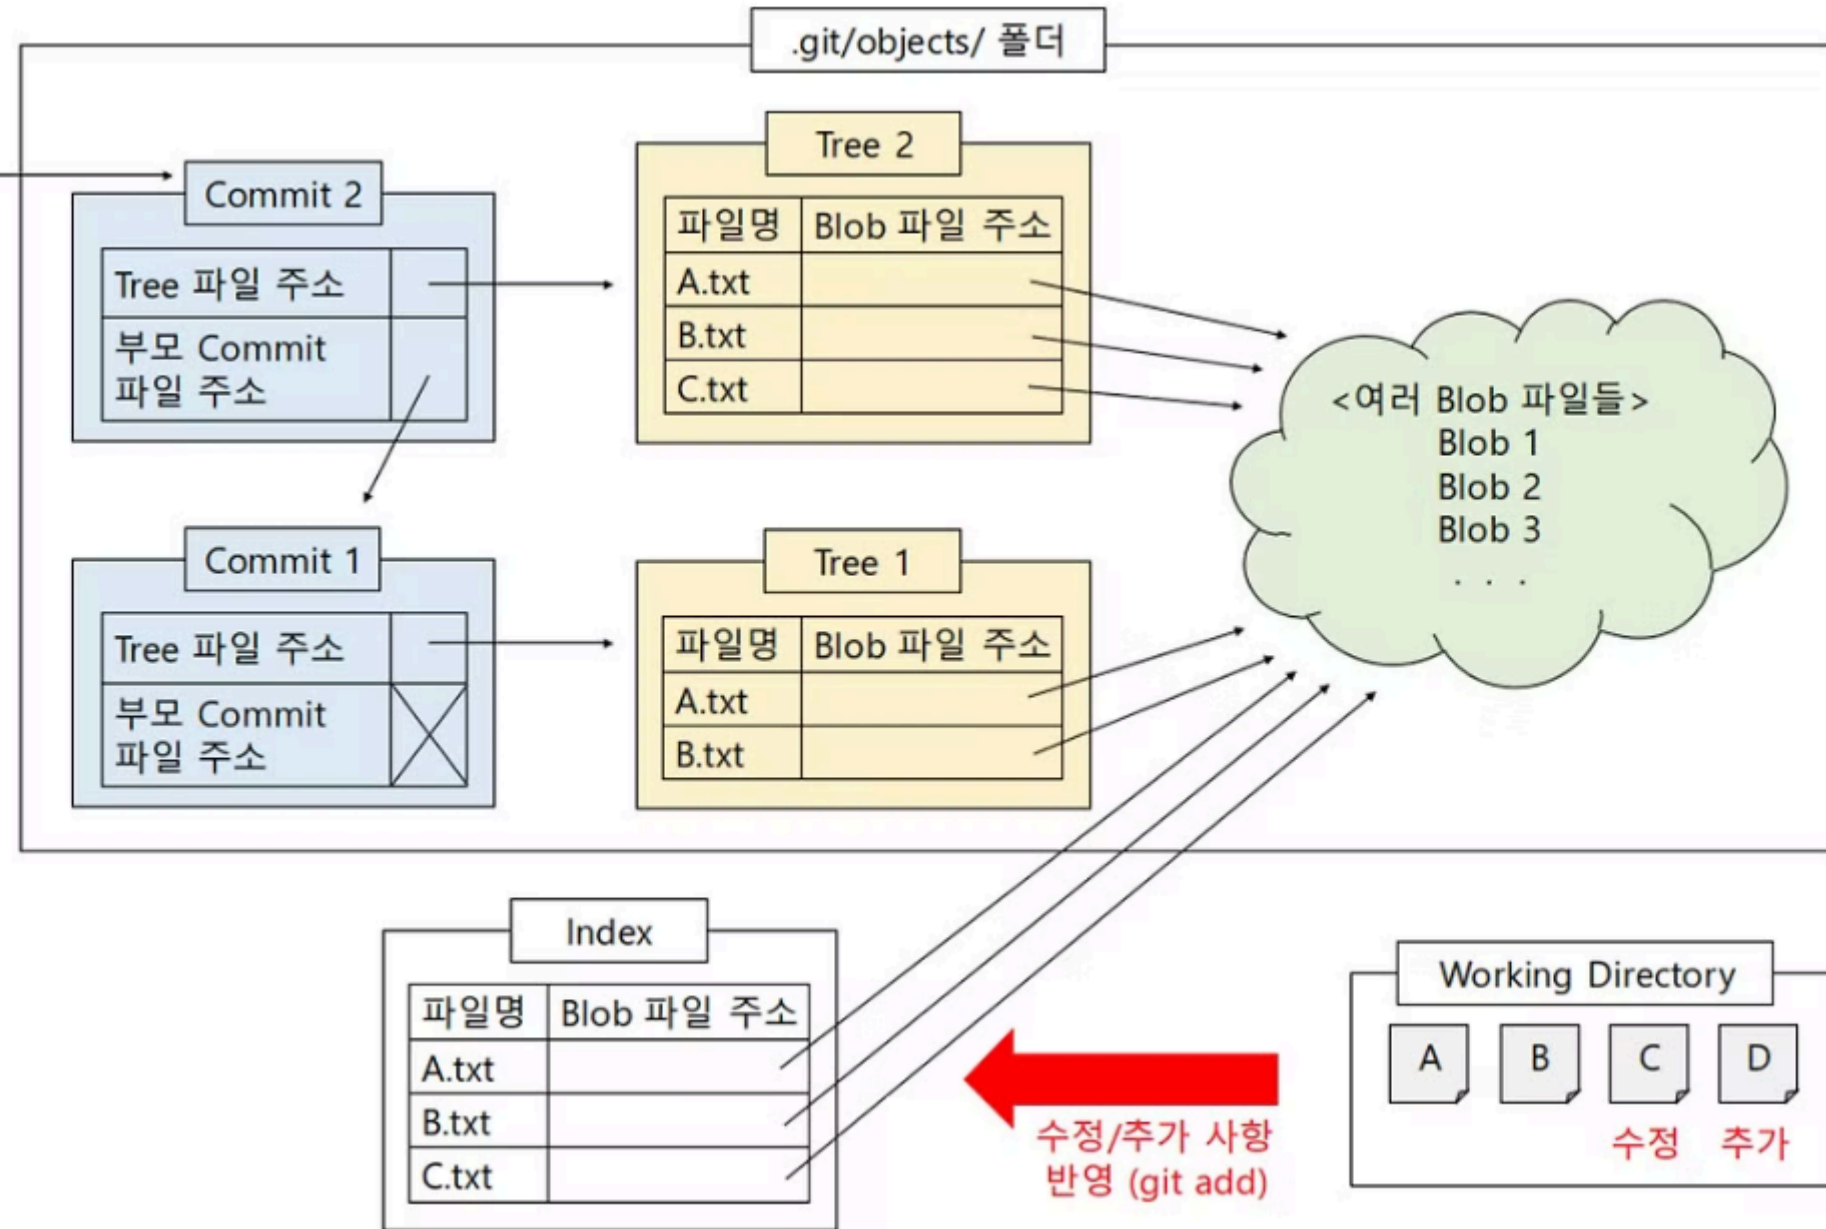 .git/objects/ 폴더
Commit 2
Tree 파일 주소
부모 Commit
파일 주소
Tree 2
파일명 Blob 파일 주소
A.txt
B.txt
C.txt
<여러 Blob 파일들>
Blob 1
Blob 2
Blob 3
. . .
Commit 1
Tree 파일 주소
부모 Commit
파일 주소
Tree 1
파일명 Blob 파일 주소
A.txt
B.txt
Index
파일명 Blob 파일 주소
A.txt
B.txt
C.txt
수정/추가 사항
반영 (git add)
Working Directory
A B C D
수정 추가